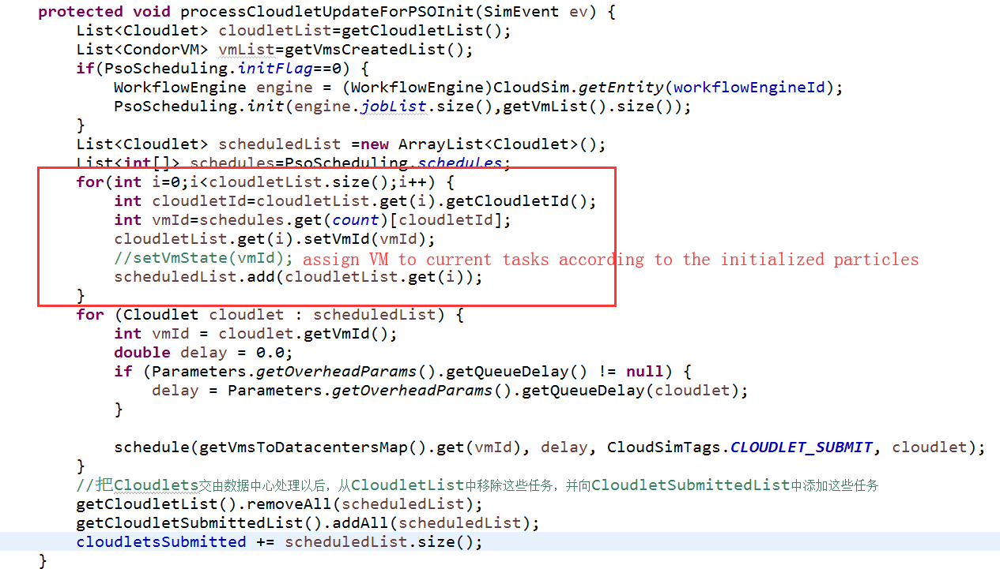 protected void processCloudletUpdateForPSOInit(SimEvent ev) {
List<Cloudlet> cloudletList=getCloudletList();
List<CondorVM> vmList=getVmsCreatedList();
if(PsoScheduling.initFlag==0) {
WorkflowEngine engine = (WorkflowEngine)CloudSim.getEntity(workflowEngineId);
PsoScheduling.init(engine.jobList.size(),getVmList().size());
}
List<Cloudlet> scheduledList =new ArrayList<Cloudlet>();
List<int[]> schedules=PsoScheduling.schedules;
for(int i=0;i<cloudletList.size();i++) {
int cloudletId=cloudletList.get(i).getCloudletId();
int vmId=schedules.get(count)[cloudletId];
cloudletList.get(i).setVmId(vmId);
//setVmState(vmId); assign VM to current tasks according to the initialized particles
scheduledList.add(cloudletList.get(i));
}
for (Cloudlet cloudlet : scheduledList) {
int vmId = cloudlet.getVmId();
double delay = 0.0;
if (Parameters.getOverheadParams().getQueueDelay() != null) {
delay = Parameters.getOverheadParams().getQueueDelay(cloudlet);
}
schedule(getVmsToDatacentersMap().get(vmId), delay, CloudSimTags.CLOUDLET_SUBMIT, cloudlet);
}
//把Cloudlets交由数据中心处理以后，从CloudletList中移除这些任务，并向CloudletSubmittedList中添加这些任务
getCloudletList().removeAll(scheduledList);
getCloudletSubmittedList().addAll(scheduledList);
cloudletsSubmitted += scheduledList.size();
}